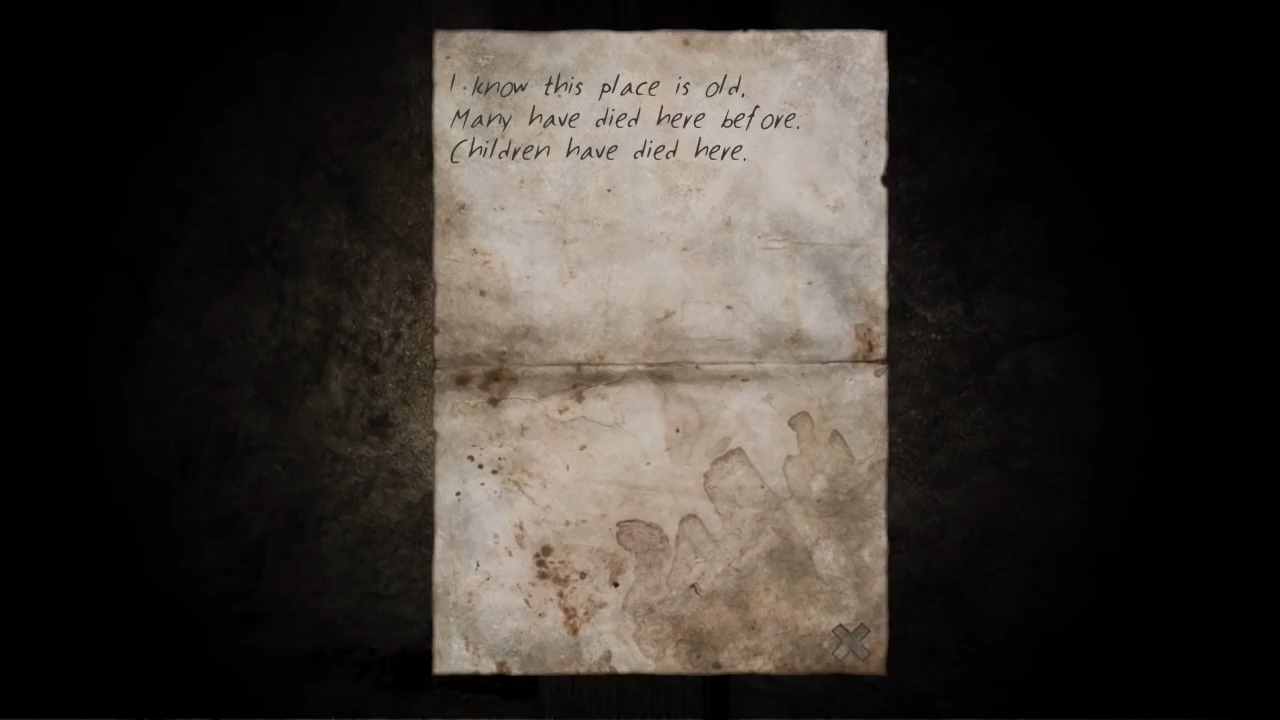 I know this place is old.
Many have died here before.
Children have died here.